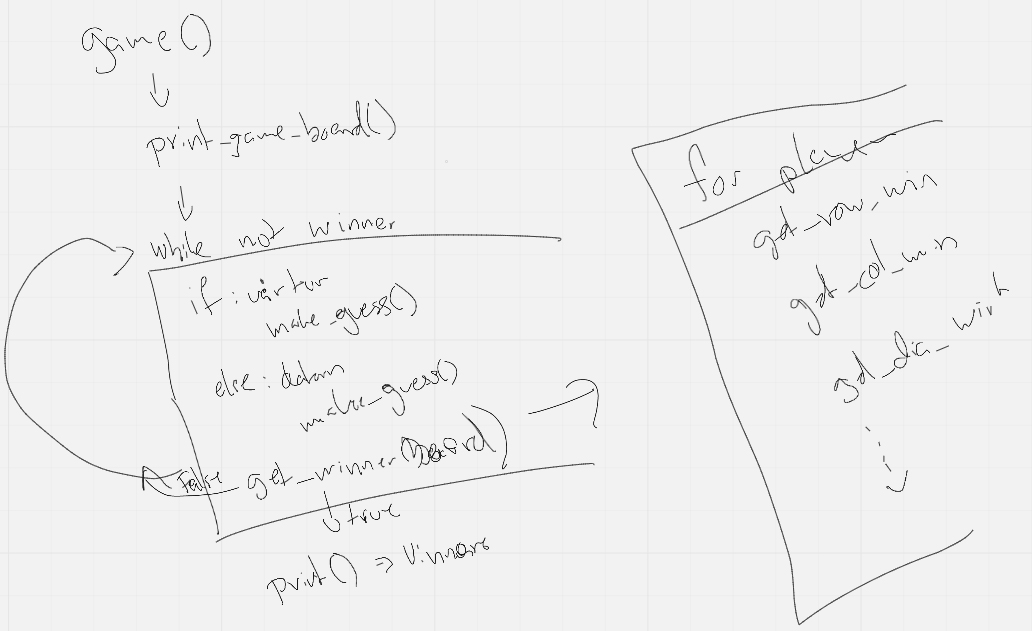 game()
print_game_board()
while not winner
if: vår tur
make_guess()
else: datorn
make_guess()
False get_winner(board)
true
print() => Vinnare
for player
get_row_win
get_col_win
get_dia_win